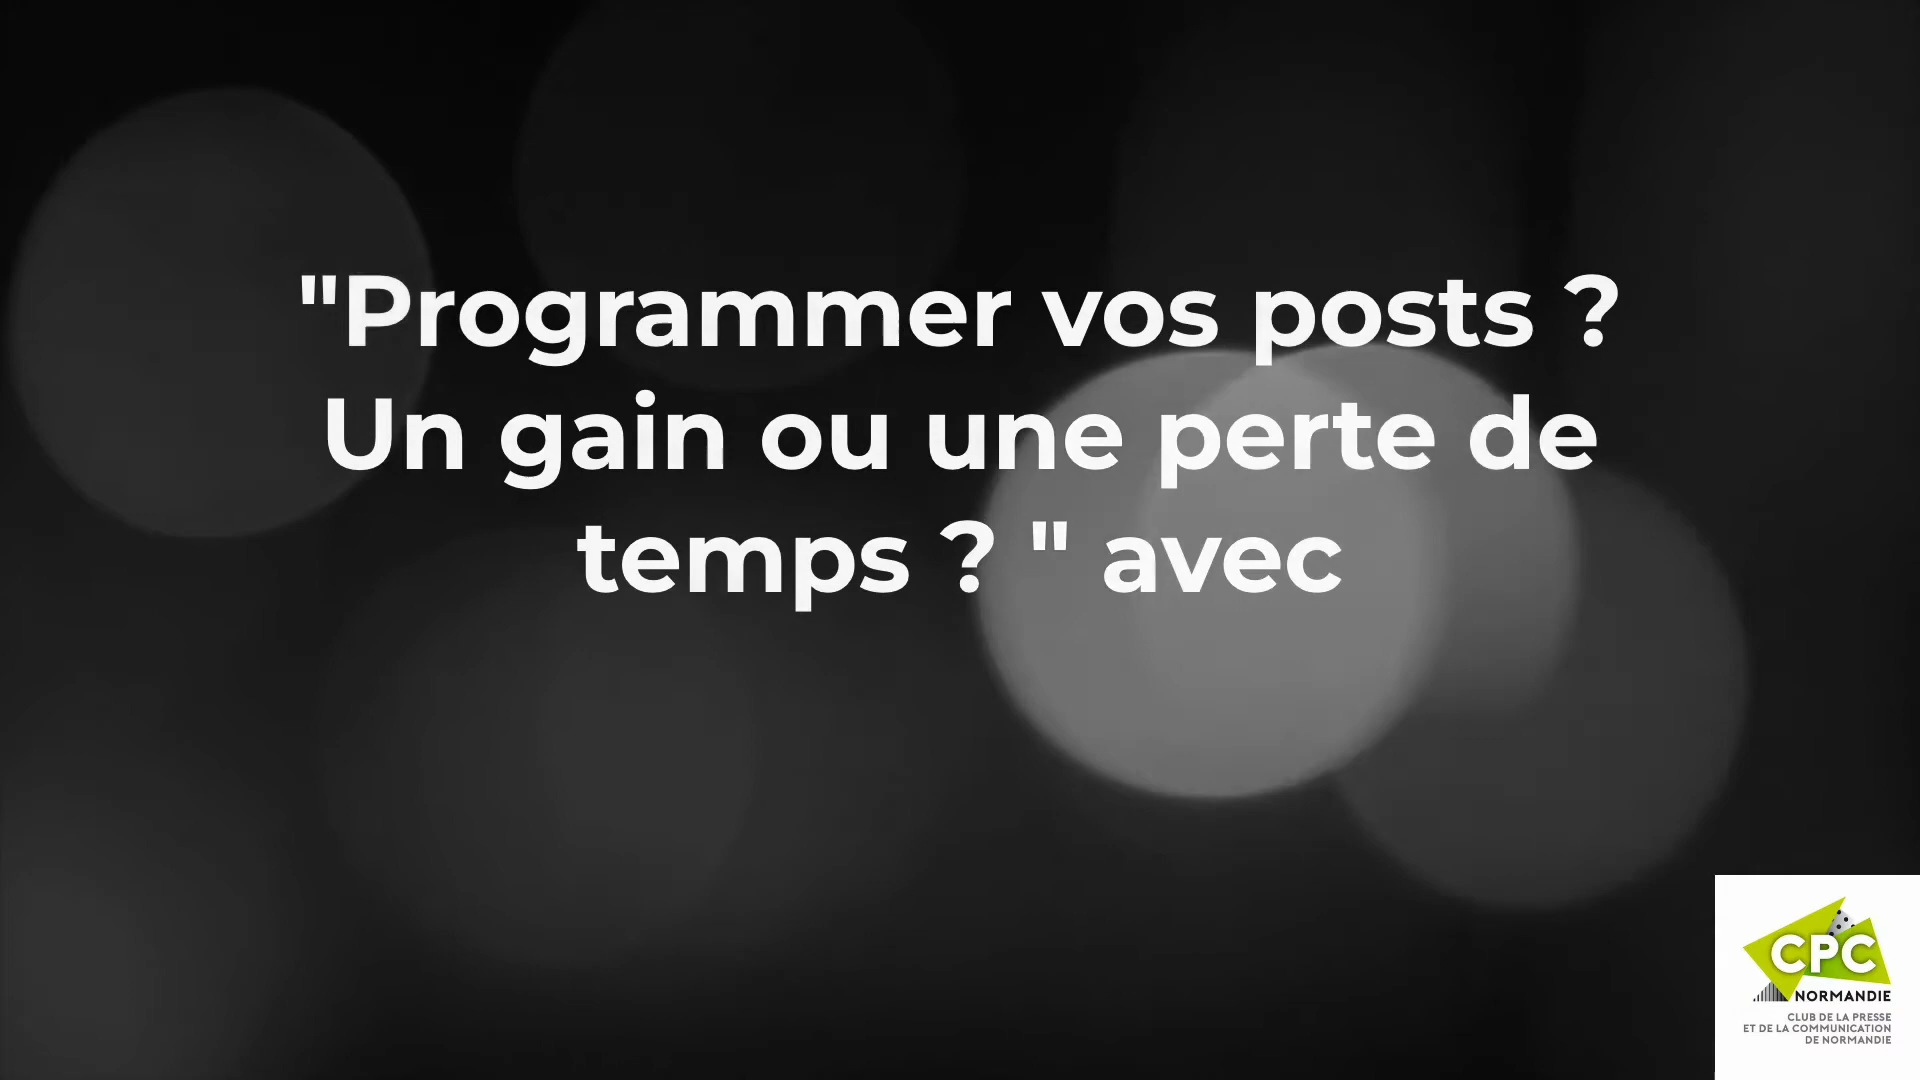 "Programmer vos posts ?
Un gain ou une perte de
temps ? " avec
CPC
NORMANDIE
CLUB DE LA PRESSE
ET DE LA COMMUNICATION
DE NORMANDIE